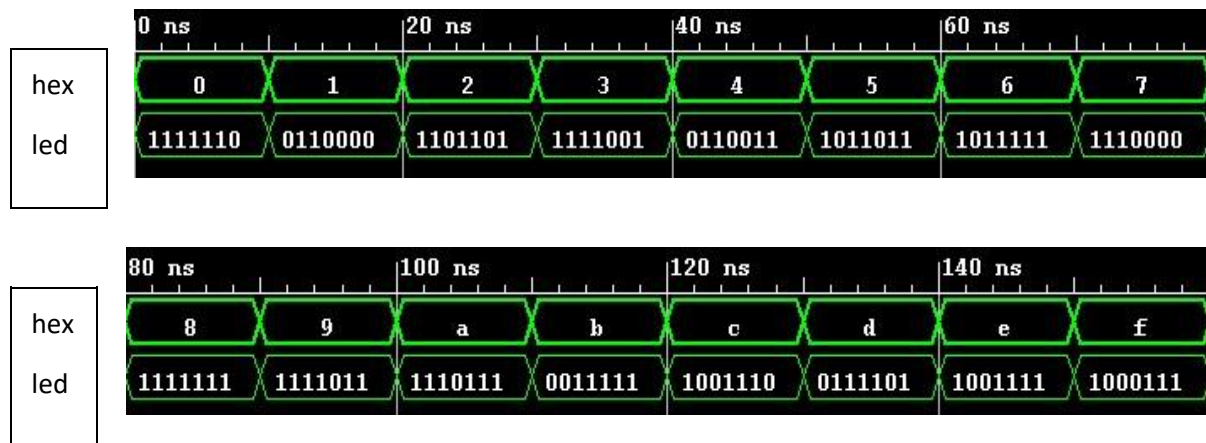 0 ns 20 ns 40 ns 60 ns
hex 0 1 2 3 4 5 6 7
led 1111110 0110000 1101101 1111001 0110011 1011011 1011111 1110000
80 ns 100 ns 120 ns 140 ns
hex 8 9 a b c d e f
led 1111111 1111011 1110111 0011111 1001110 0111101 1001111 1000111